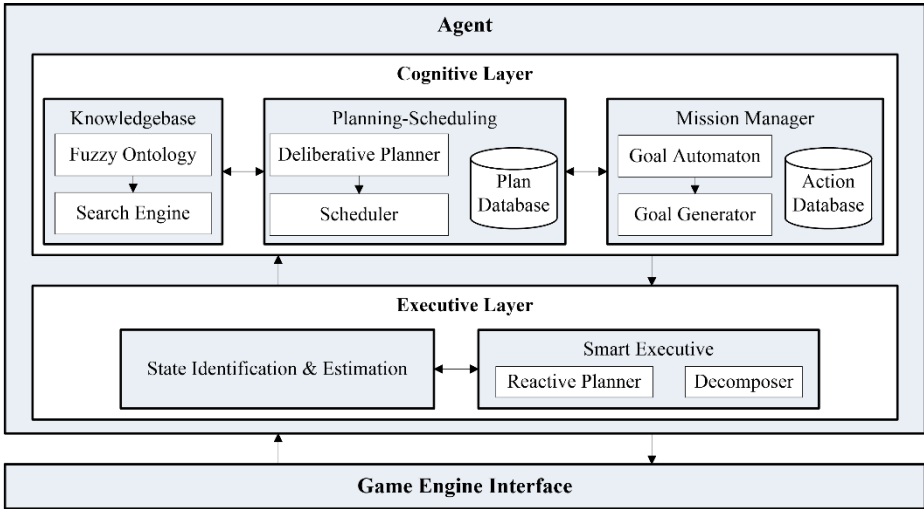 Agent
Cognitive Layer
Knowledgebase
Fuzzy Ontology
Search Engine
Planning-Scheduling
Deliberative Planner
Scheduler
Plan
Database
Mission Manager
Goal Automaton
Goal Generator
Action
Database
Executive Layer
State Identification & Estimation
Smart Executive
Reactive Planner
Decomposer
Game Engine Interface